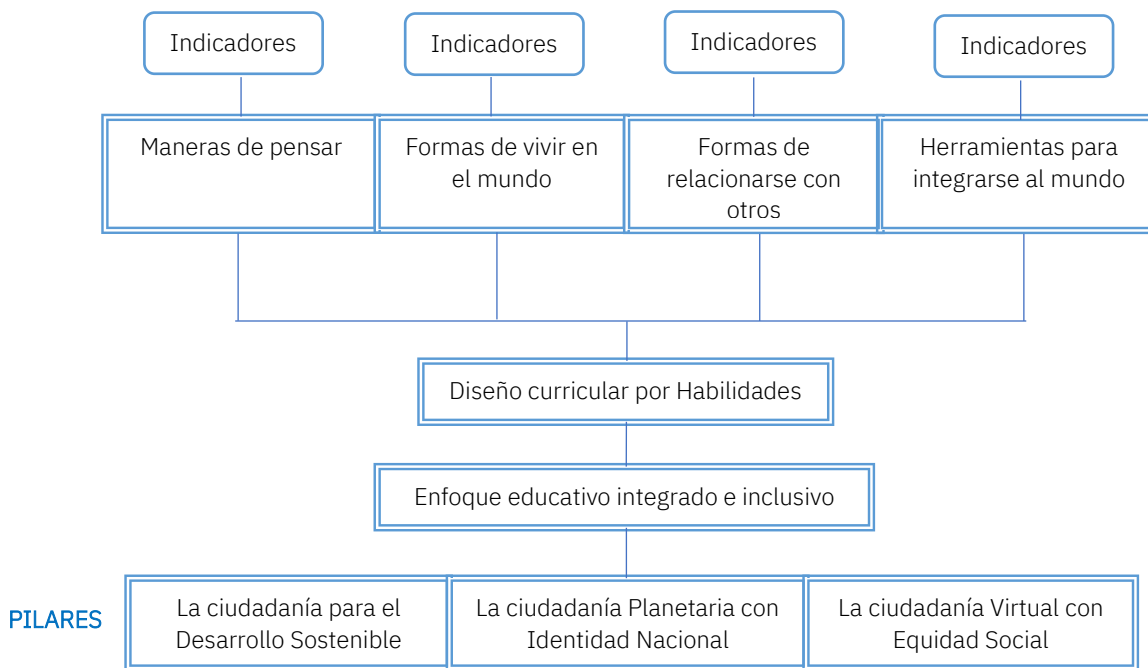 Indicadores
Indicadores
Indicadores
Indicadores
Maneras de pensar
Formas de vivir en
el mundo
Formas de
relacionarse con
otros
Herramientas para
integrarse al mundo
Diseño curricular por Habilidades
Enfoque educativo integrado e inclusivo
PILARES
La ciudadanía para el
Desarrollo Sostenible
La ciudadanía Planetaria con
Identidad Nacional
La ciudadanía Virtual con
Equidad Social